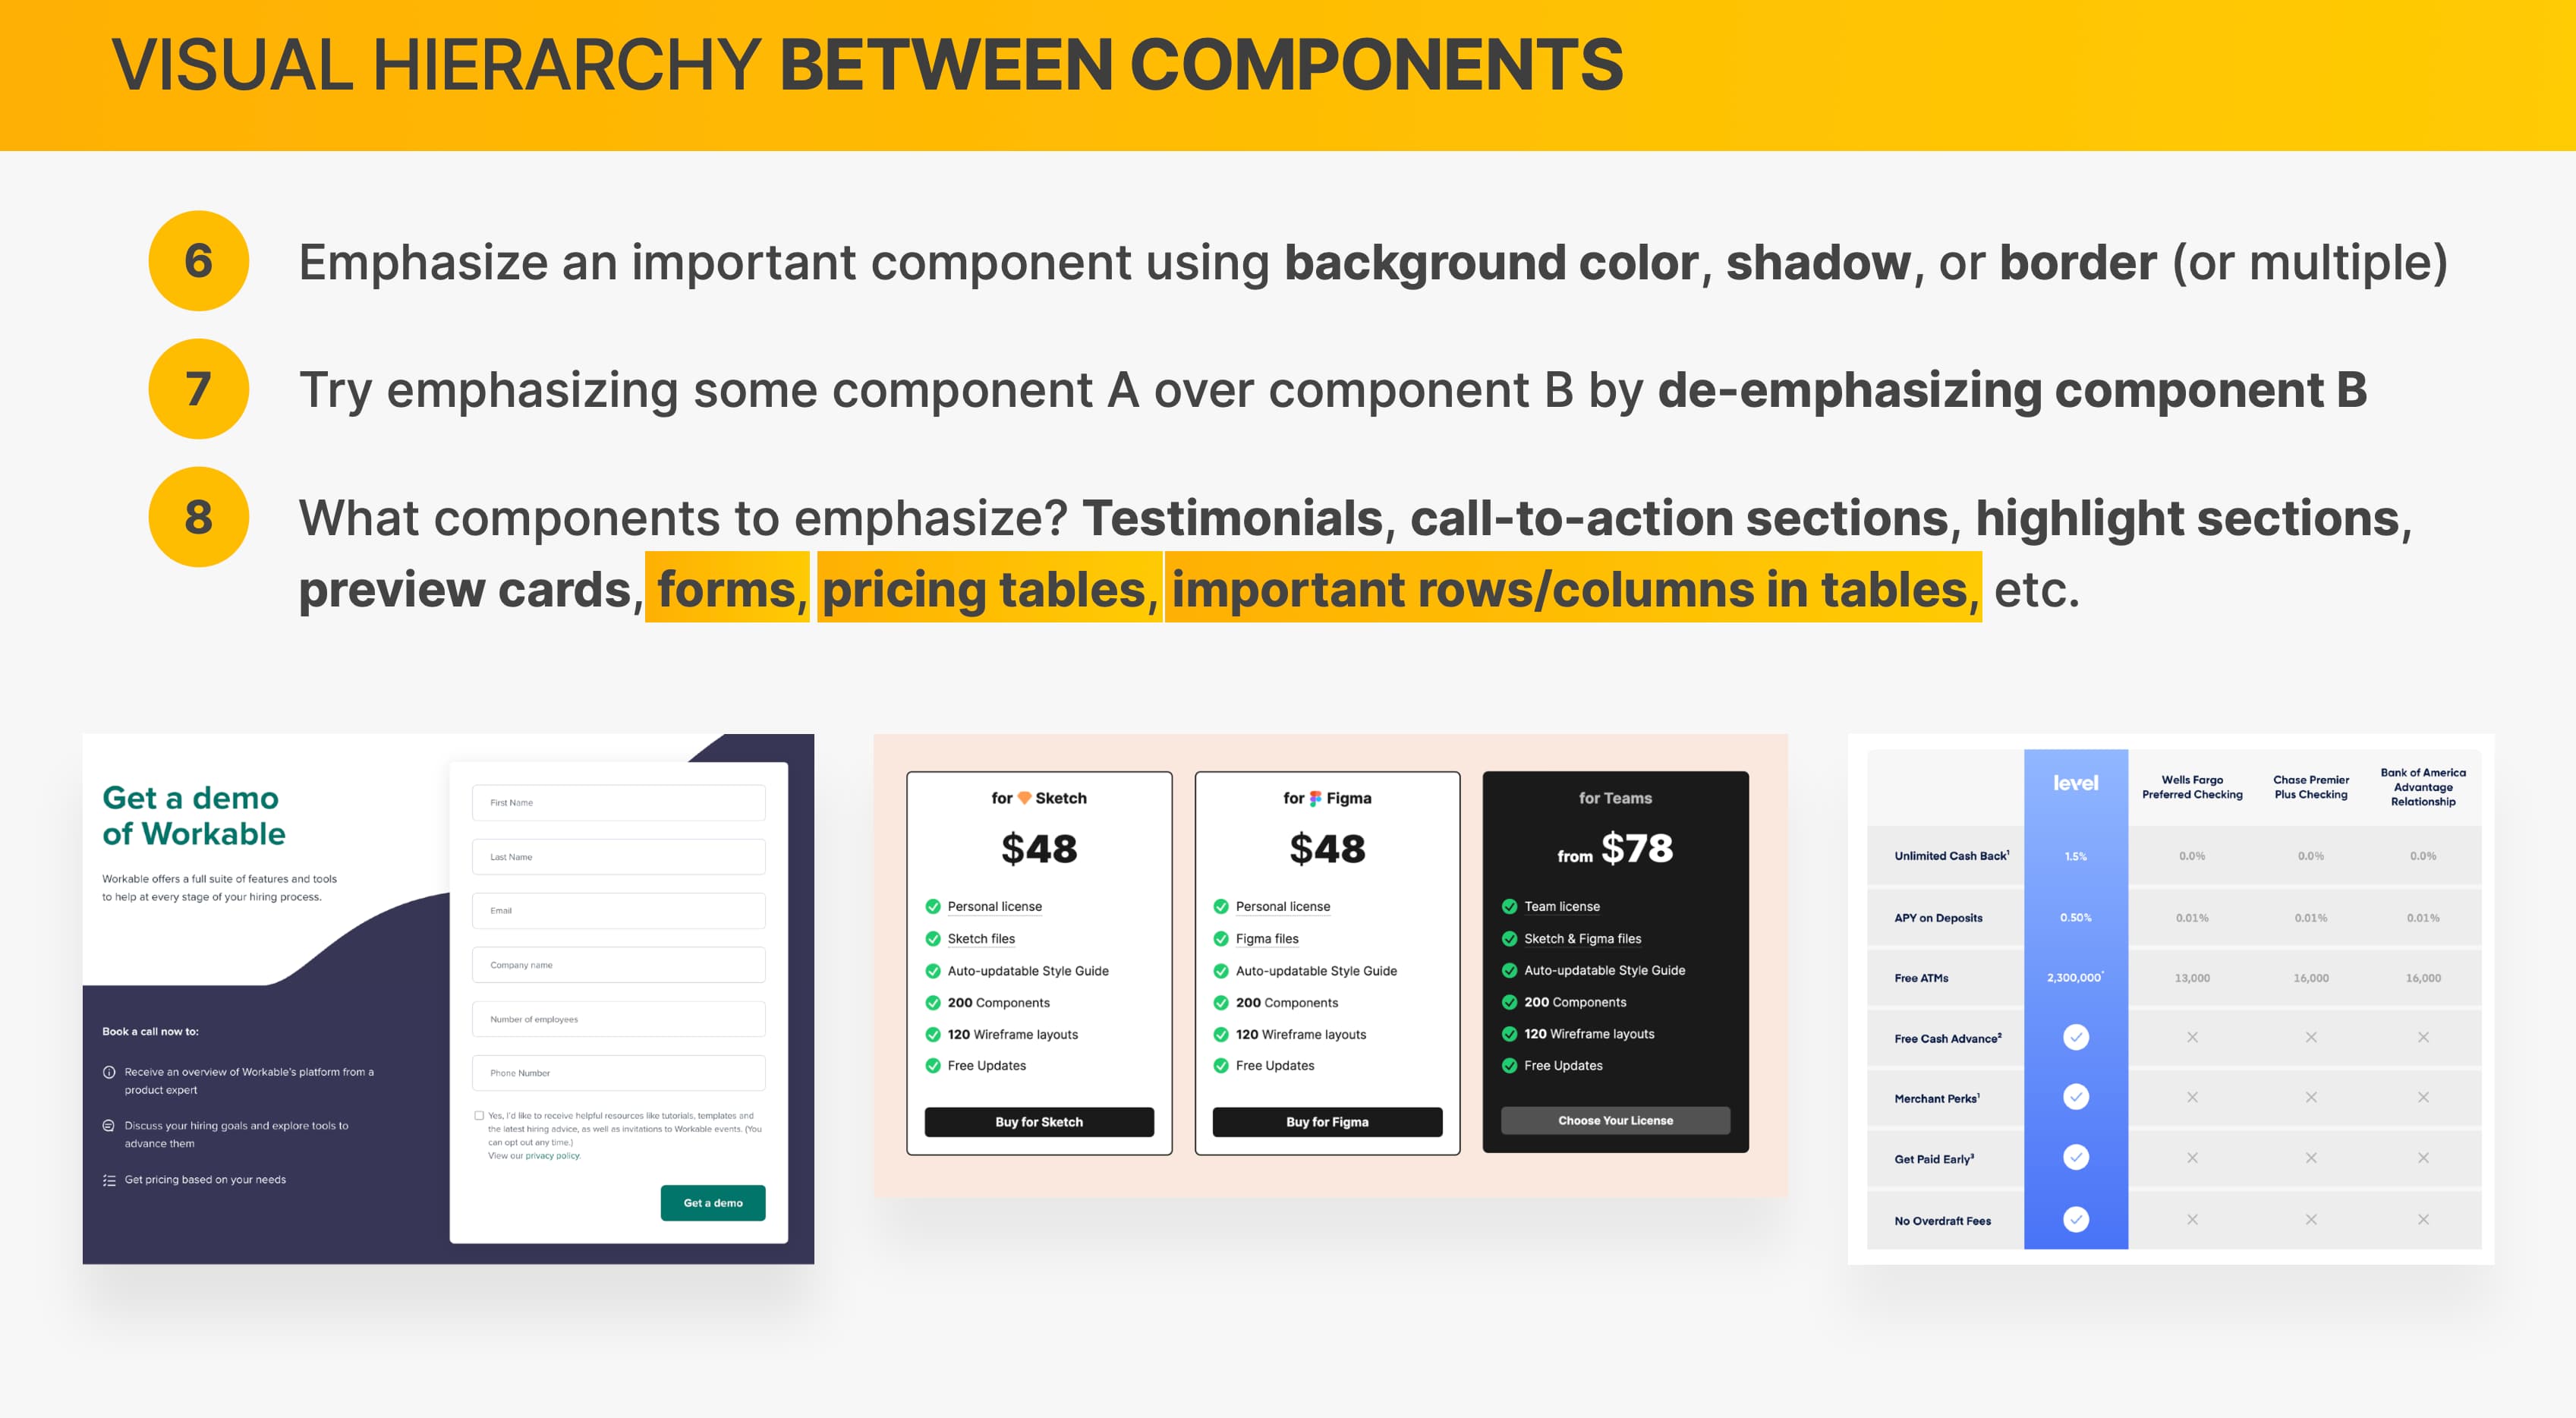 VISUAL HIERARCHY BETWEEN COMPONENTS
6
Emphasize an important component using background color, shadow, or border (or multiple)
7
Try emphasizing some component A over component B by de-emphasizing component B
8
What components to emphasize? Testimonials, call-to-action sections, highlight sections,
preview cards, forms, pricing tables, important rows/columns in tables, etc.
Get a demo
of Workable
Workable offers a full suite of features and tools
to help at every stage of your hiring process.
Book a call now to:
Receive an overview of Workable's platform from a
product expert
Discuss your hiring goals and explore tools to
advance them
Get pricing based on your needs
First Name
Last Name
Email
Company name
Number of employees
Phone Number
Yes, I'd like to receive helpful resources like tutorials, templates and
the latest hiring advice, as well as invitations to Workable events. (You
can opt out any time.)
View our privacy policy.
Get a demo
for Sketch
$48
Personal license
Sketch files
Auto-updatable Style Guide
200 Components
120 Wireframe layouts
Free Updates
Buy for Sketch
for Figma
$48
Personal license
Figma files
Auto-updatable Style Guide
200 Components
120 Wireframe layouts
Free Updates
Buy for Figma
for Teams
from $78
Team license
Sketch & Figma files
Auto-updatable Style Guide
200 Components
120 Wireframe layouts
Free Updates
Choose Your License
level
Wells Fargo
Preferred Checking
Chase Premier
Plus Checking
Bank of America
Advantage
Relationship
Unlimited Cash Back¹ 1.5% 0.0% 0.0% 0.0%
APY on Deposits 0.50% 0.01% 0.01% 0.01%
Free ATMs 2,300,000* 13,000 16,000 16,000
Free Cash Advance²
Merchant Perks¹
Get Paid Early³
No Overdraft Fees